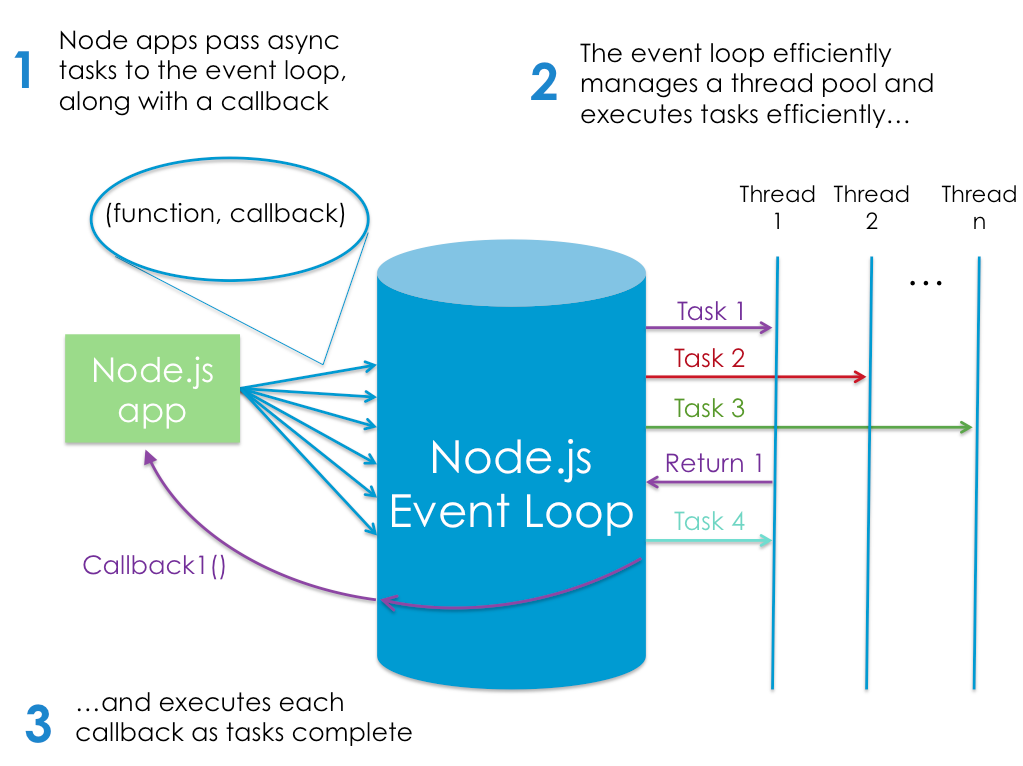 1
Node apps pass async
tasks to the event loop,
along with a callback
2
The event loop efficiently
manages a thread pool and
executes tasks efficiently…
(function, callback)
Thread
1
Thread
2
Thread
n
…
Node.js
app
Node.js
Event Loop
Task 1
Task 2
Task 3
Return 1
Task 4
Callback1()
3
…and executes each
callback as tasks complete